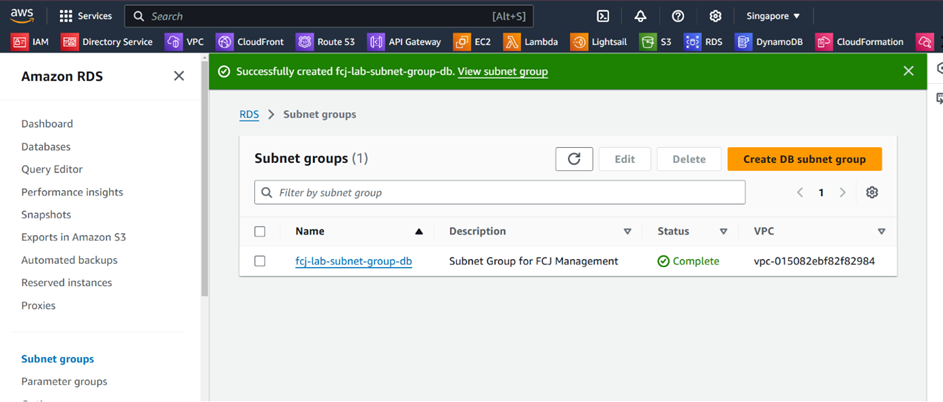 aws Services Search [Alt+S] Singapore
IAM Directory Service VPC CloudFront Route 53 API Gateway EC2 Lambda Lightsail S3 RDS DynamoDB CloudFormation
Amazon RDS
Dashboard
Databases
Query Editor
Performance insights
Snapshots
Exports in Amazon S3
Automated backups
Reserved instances
Proxies
Subnet groups
Parameter groups
Successfully created fcj-lab-subnet-group-db. View subnet group
RDS > Subnet groups
Subnet groups (1)
Edit Delete Create DB subnet group
Filter by subnet group
1
Name Description Status VPC
fcj-lab-subnet-group-db Subnet Group for FCJ Management Complete vpc-015082ebf82f82984